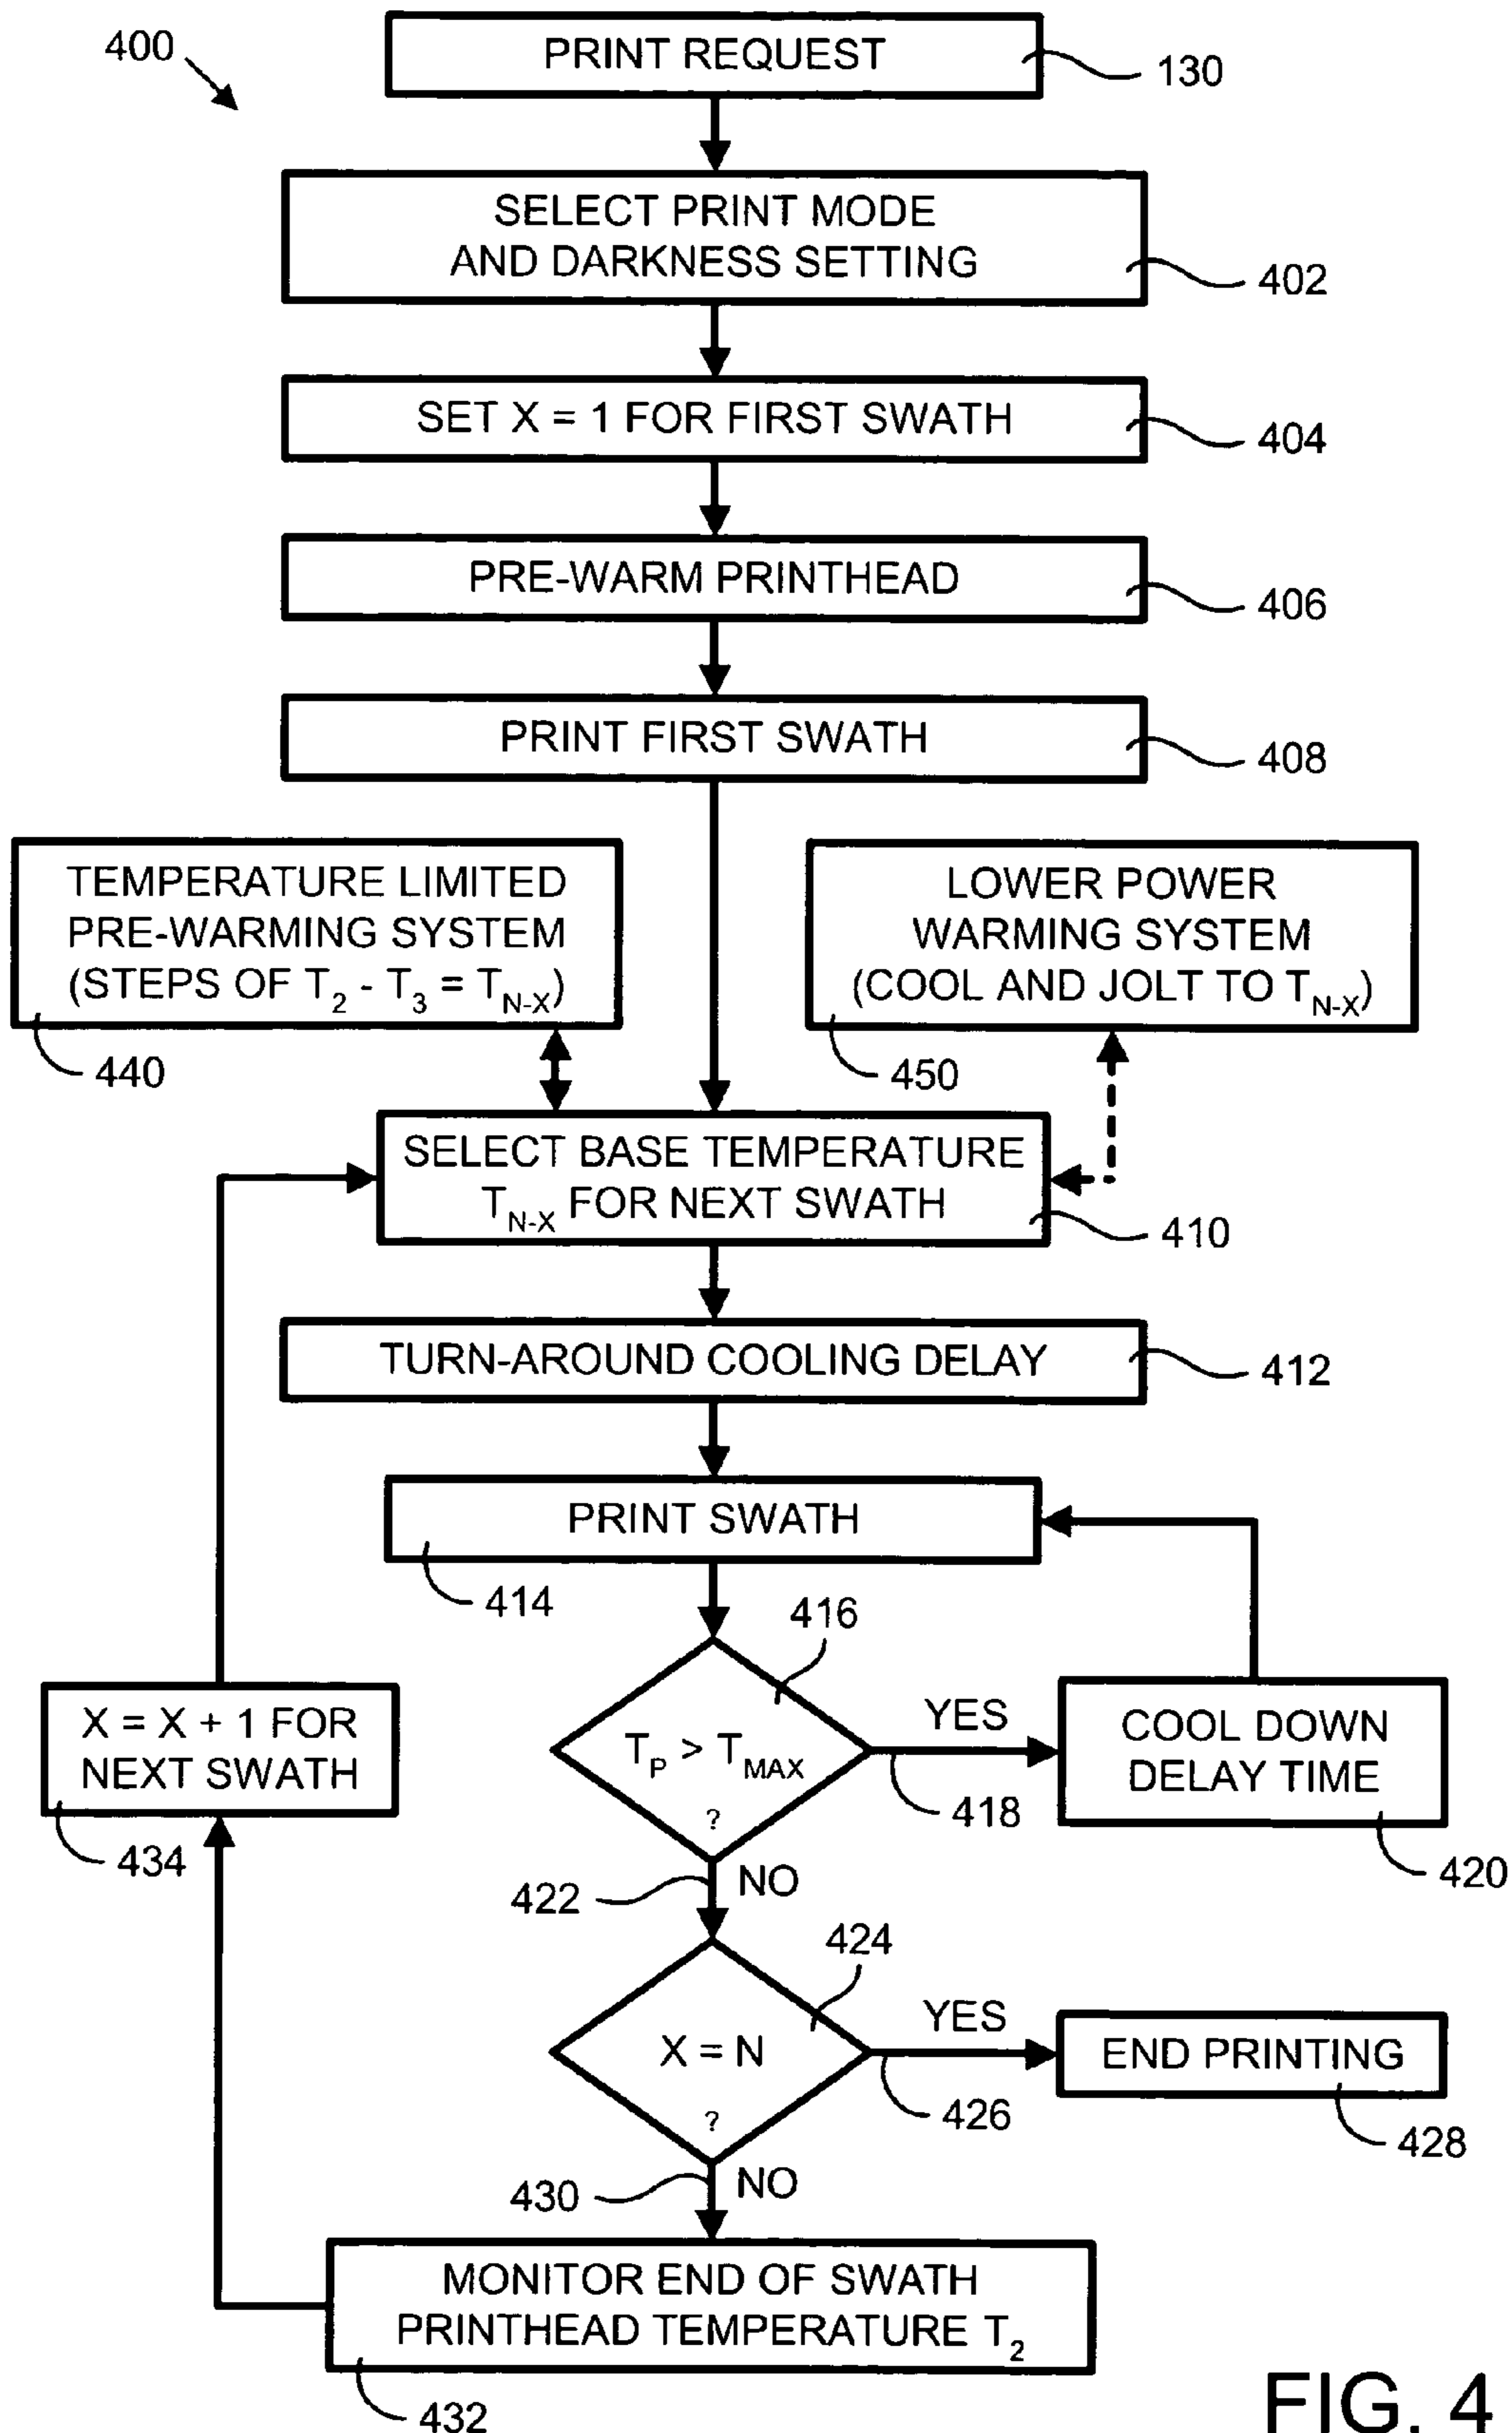 400
PRINT REQUEST
130
SELECT PRINT MODE
AND DARKNESS SETTING
402
SET X = 1 FOR FIRST SWATH
404
PRE-WARM PRINTHEAD
406
PRINT FIRST SWATH
408
TEMPERATURE LIMITED
PRE-WARMING SYSTEM
(STEPS OF T2 - T3 = TN-X)
440
LOWER POWER
WARMING SYSTEM
(COOL AND JOLT TO TN-X)
450
SELECT BASE TEMPERATURE
TN-X FOR NEXT SWATH
410
TURN-AROUND COOLING DELAY
412
PRINT SWATH
414
416
TP > TMAX
?
YES
418
COOL DOWN
DELAY TIME
420
X = X + 1 FOR
NEXT SWATH
434
422
NO
424
X = N
?
YES
426
END PRINTING
428
430
NO
MONITOR END OF SWATH
PRINTHEAD TEMPERATURE T2
432
FIG. 4